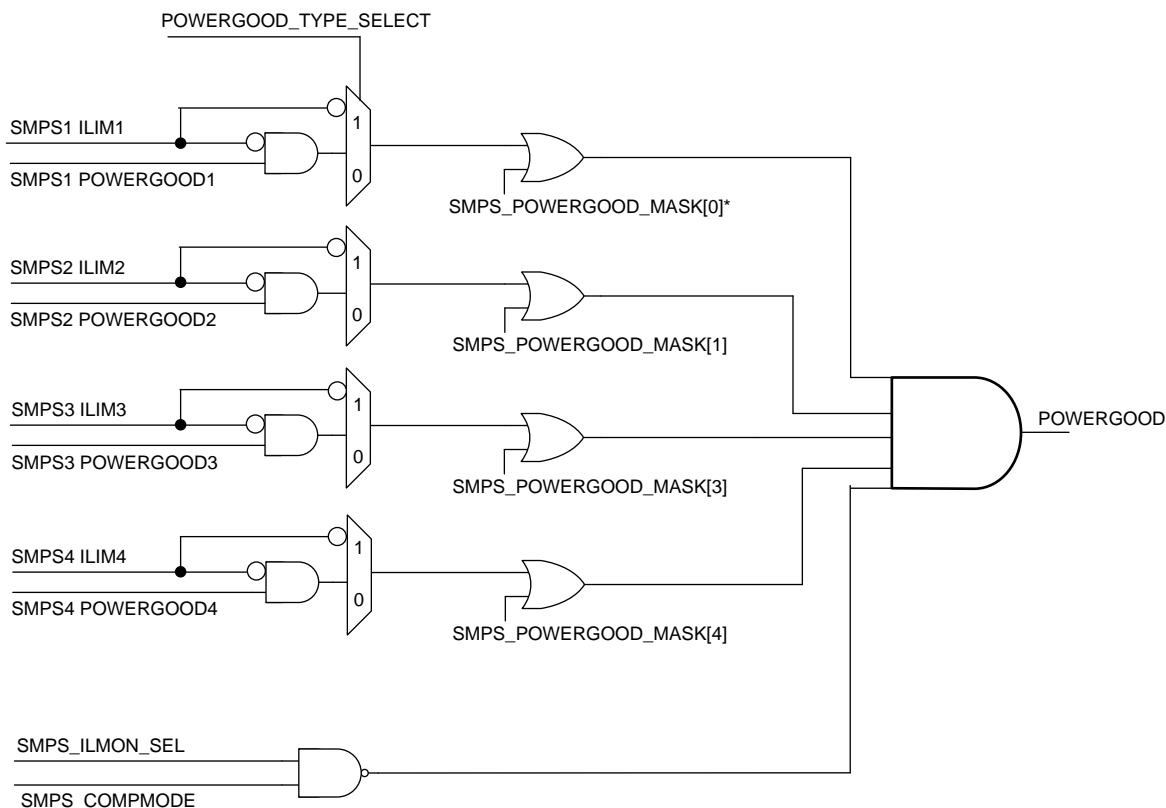 POWERGOOD_TYPE_SELECT
1
SMPS1 ILIM1
0
SMPS1 POWERGOOD1
SMPS_POWERGOOD_MASK[0]*
1
SMPS2 ILIM2
0
SMPS2 POWERGOOD2
SMPS_POWERGOOD_MASK[1]
1
SMPS3 ILIM3
POWERGOOD
0
SMPS3 POWERGOOD3
SMPS_POWERGOOD_MASK[3]
1
SMPS4 ILIM4
0
SMPS4 POWERGOOD4
SMPS_POWERGOOD_MASK[4]
SMPS_ILMON_SEL
SMPS_COMPMODE